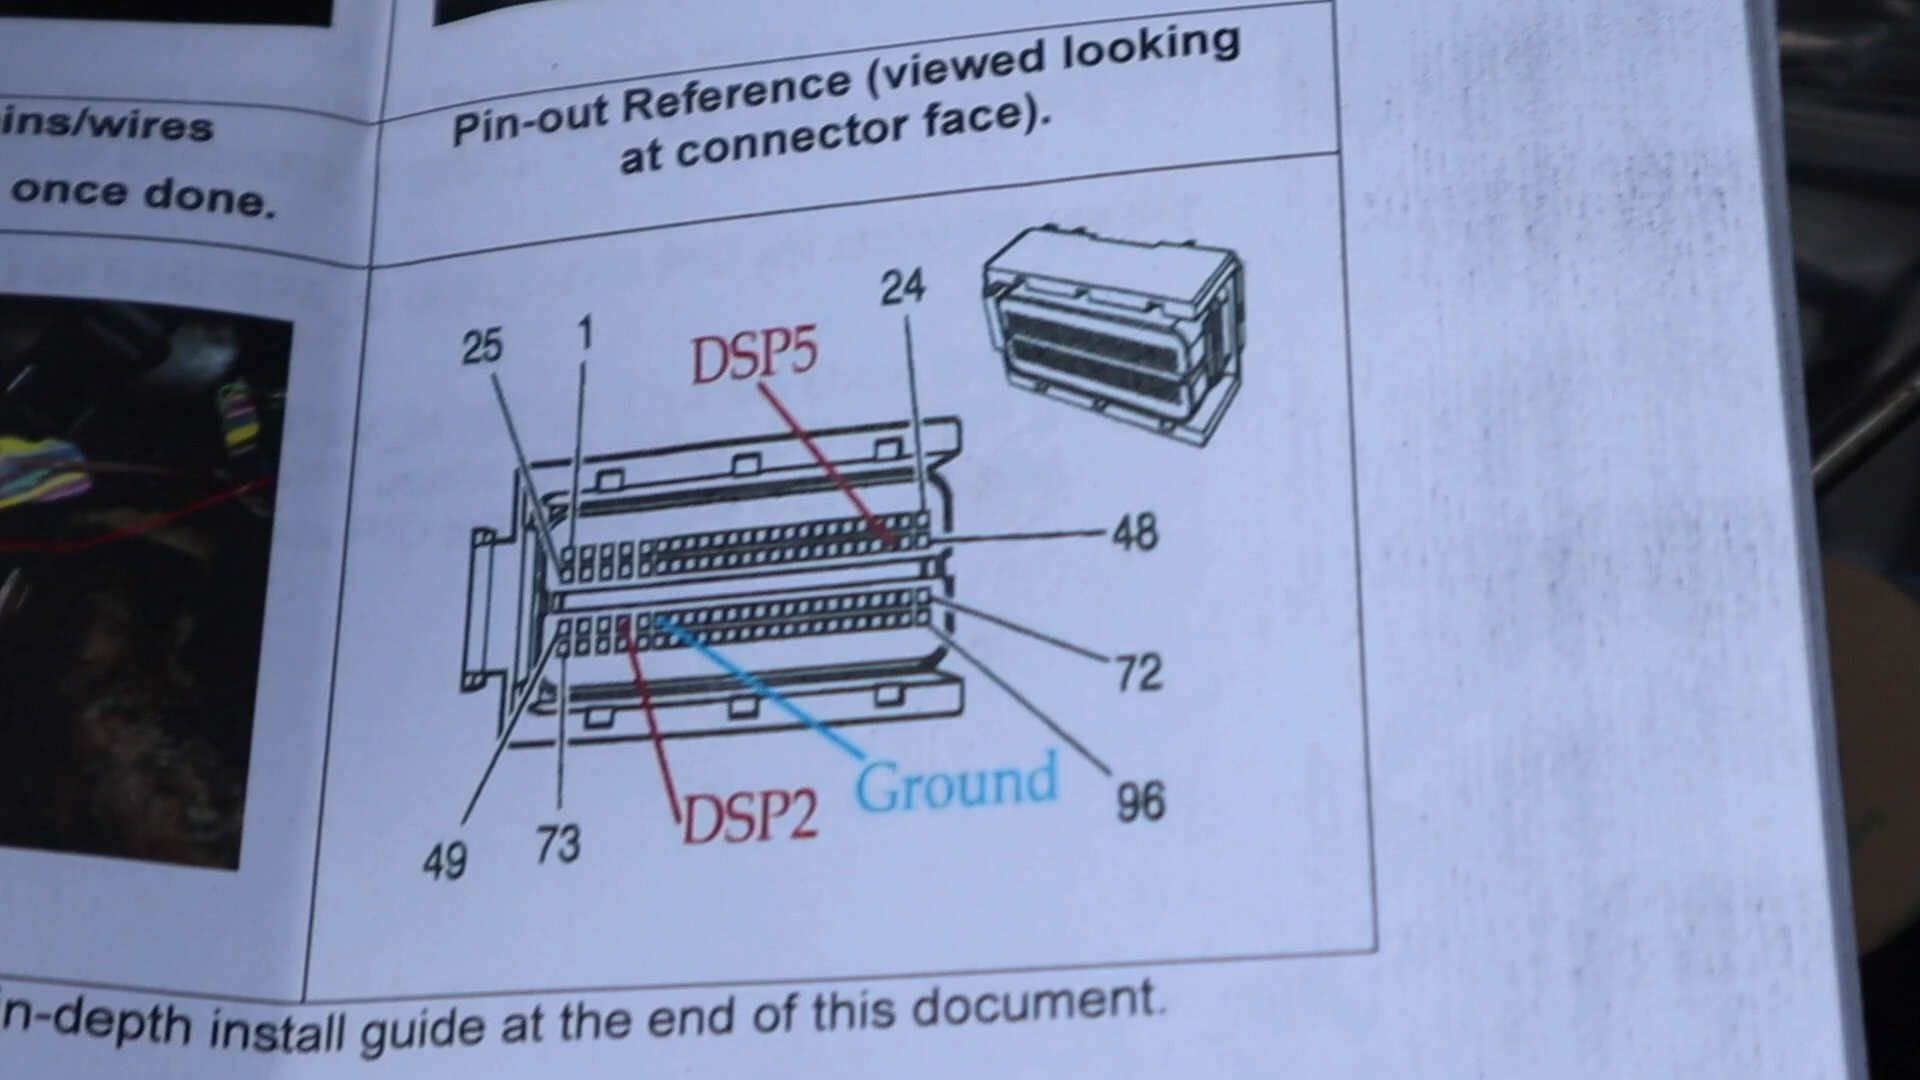 ins/wires
once done.
Pin-out Reference (viewed looking
at connector face).
25
1
DSP5
24
48
72
96
Ground
DSP2
73
49
n-depth install guide at the end of this document.